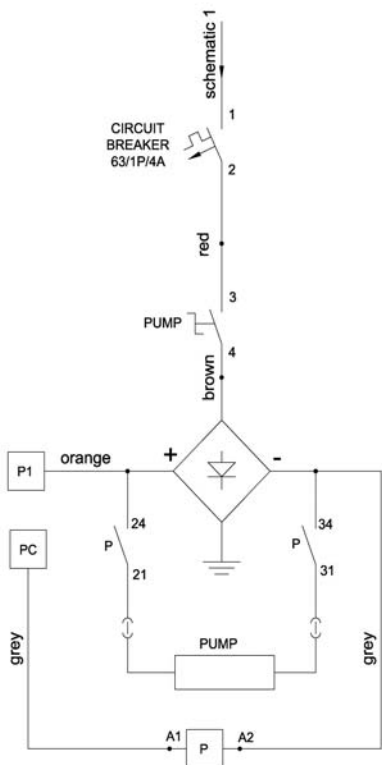 schematic 1
1
CIRCUIT
BREAKER
63/1P/4A
2
red
3
PUMP
4
brown
+ -
P1 orange
24 34
P P
PC
21 31
PUMP
grey grey
A1 P A2